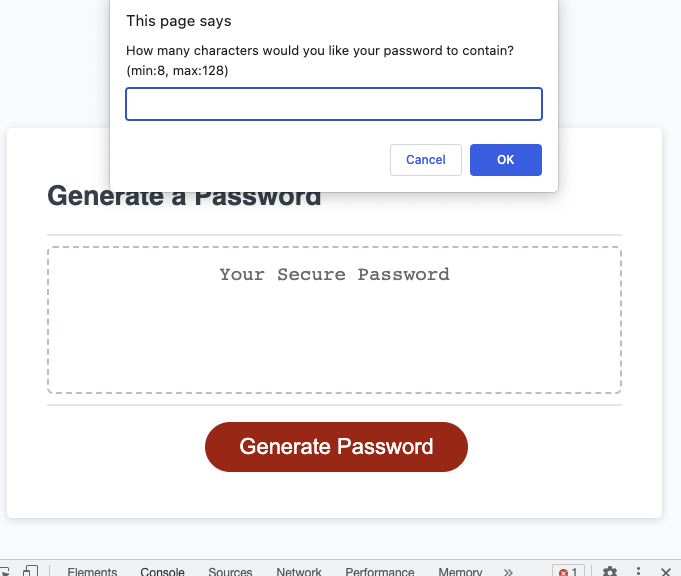 This page says
How many characters would you like your password to contain?
(min:8, max:128)
Cancel OK
Generate a Password
Your Secure Password
Generate Password
Elements Console Sources Network Performance Memory » 1